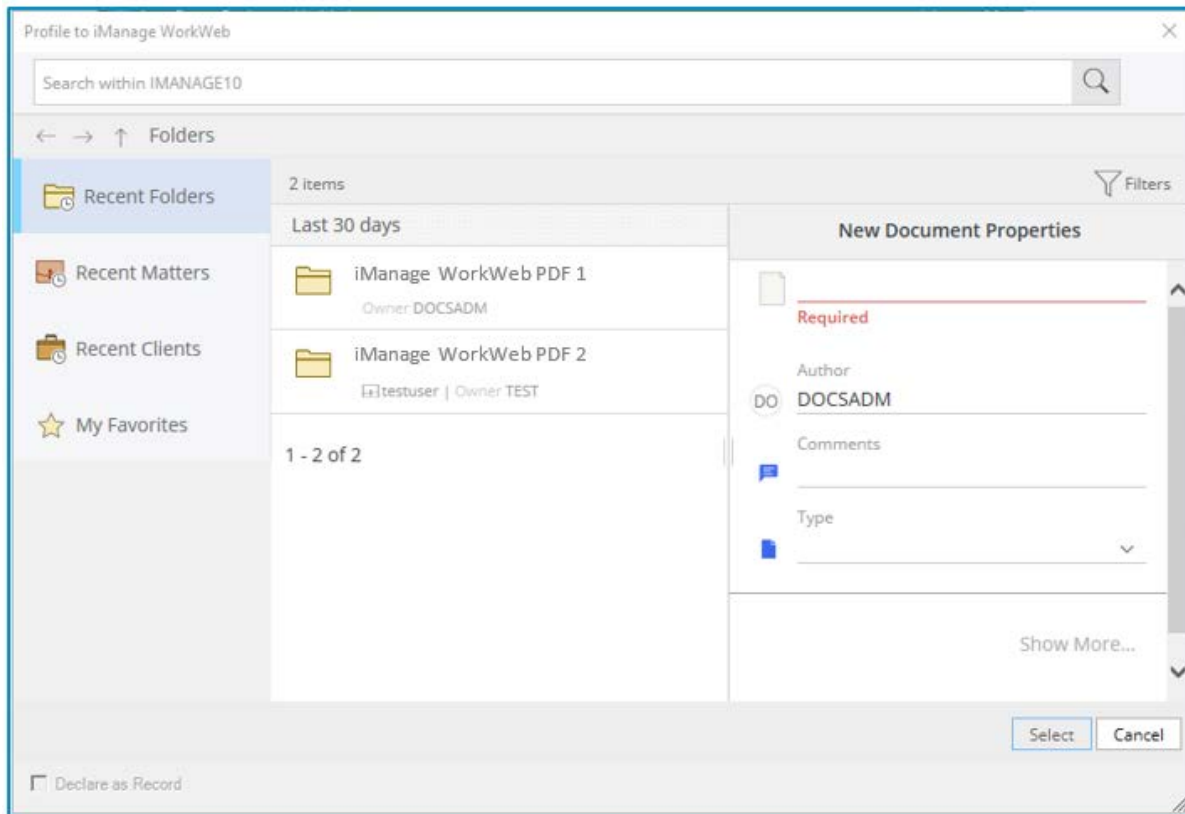 Profile to iManage WorkWeb
Search within IMANAGE10
Folders
Recent Folders
Recent Matters
Recent Clients
My Favorites
2 items
Filters
Last 30 days
iManage WorkWeb PDF 1
Owner DOCSADM
iManage WorkWeb PDF 2
testuser | Owner TEST
1 - 2 of 2
New Document Properties
Required
Author
DO DOCSADM
Comments
Type
Show More...
Select Cancel
Declare as Record